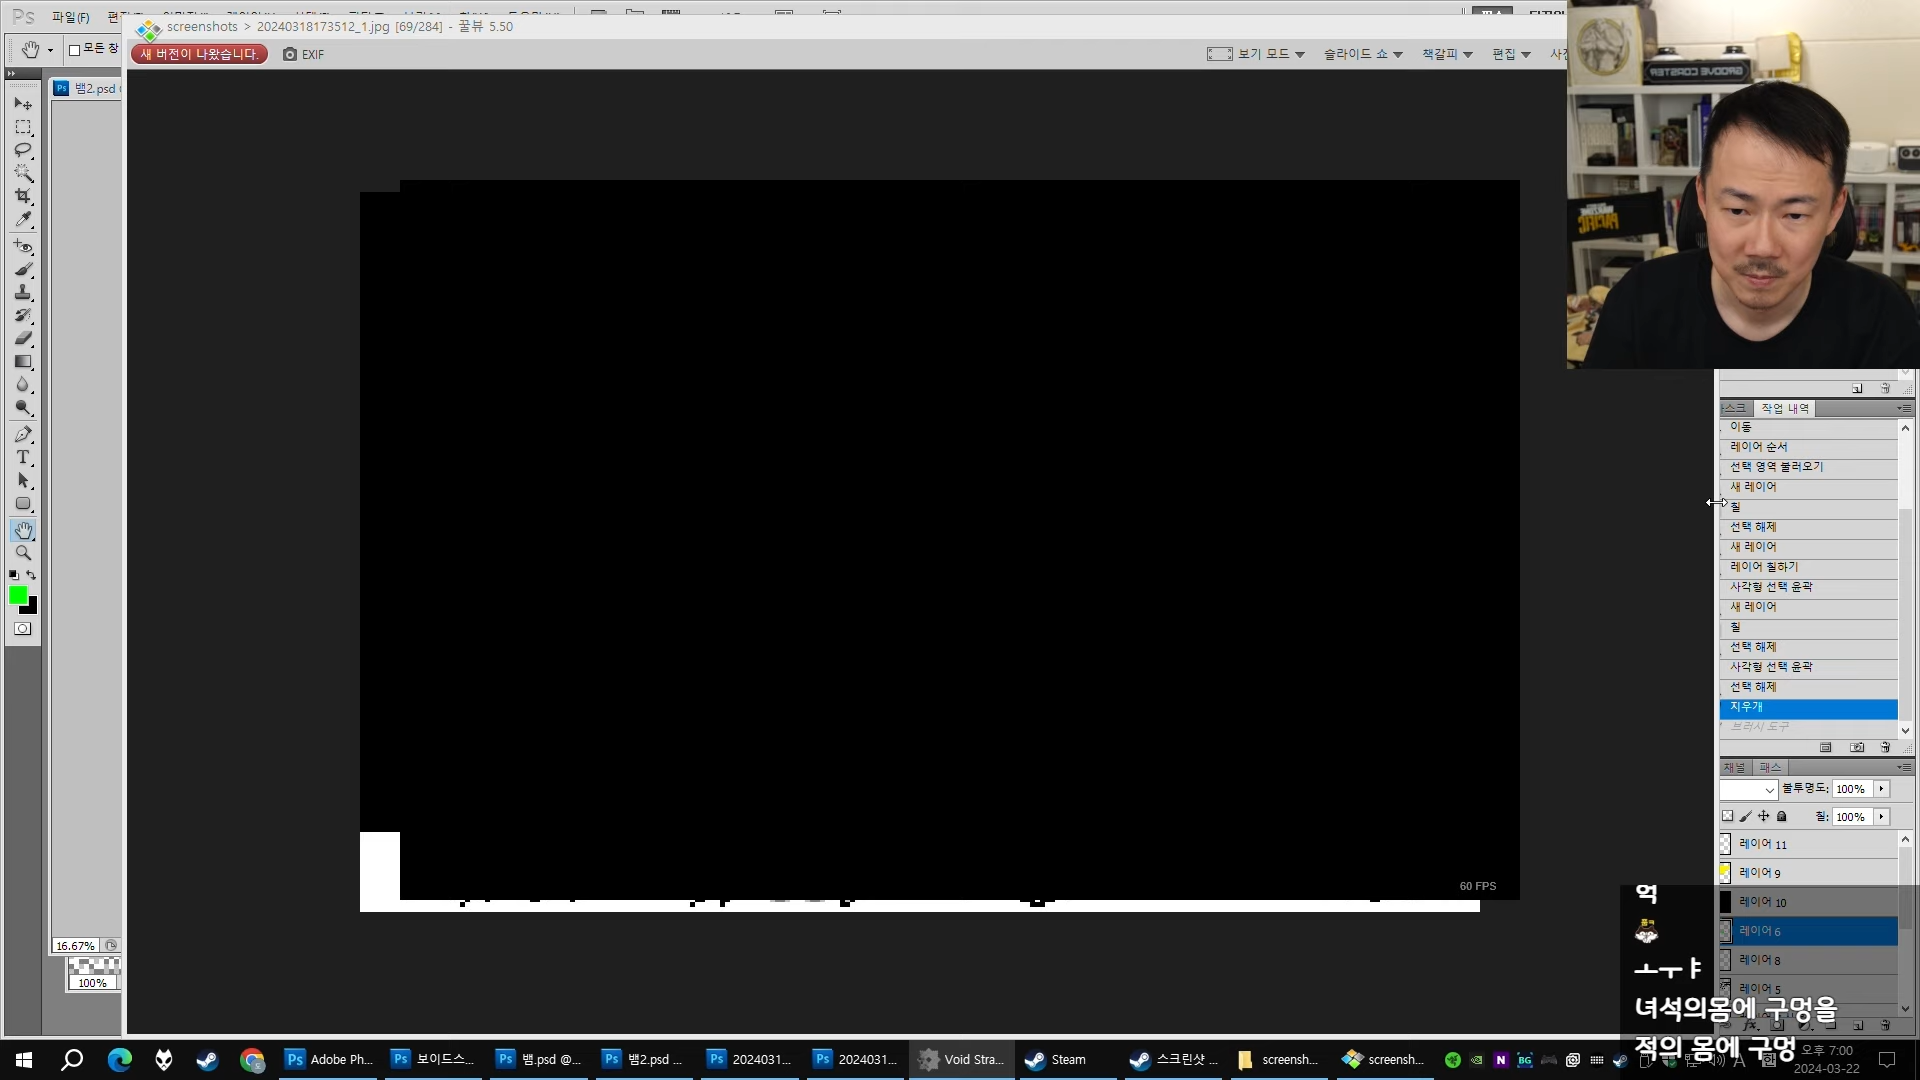 Ps 파일(F)
모든 창
screenshots > 20240318173512_1.jpg [69/284] - 꿀뷰 5.50
새 버전이 나왔습니다.
EXIF
보기 모드
슬라이드 쇼
책갈피
편집
Ps 뱀2.psd
GROOVE COASTER
PACIFIC
작업 내역
이동
레이어 순서
선택 영역 불러오기
새 레이어
칠
선택 해제
새 레이어
레이어 칠하기
사각형 선택 윤곽
새 레이어
칠
선택 해제
사각형 선택 윤곽
선택 해제
지우개
브러시 도구
채널 패스
불투명도: 100%
칠: 100%
레이어 11
레이어 9
레이어 10
레이어 6
레이어 8
레이어 5
60 FPS
16.67%
100%
헉
ㅗㅜㅑ
녀석의몸에 구멍을
적의 몸에 구멍
Adobe Ph...
보이드스...
뱀.psd @...
뱀2.psd ...
2024031...
2024031...
Void Stra...
Steam
스크린샷 ...
screensh...
screensh...
오후 7:00
2024-03-22